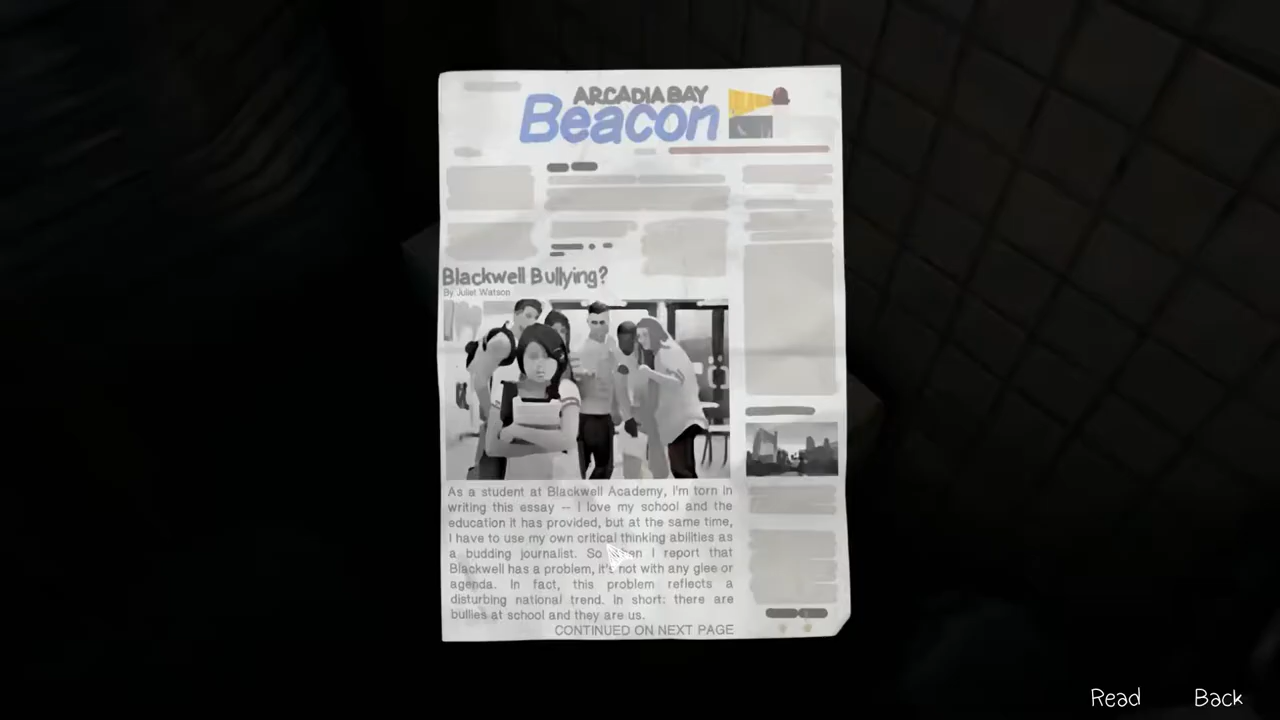 ARCADIA BAY
Beacon
Blackwell Bullying?
By Juliet Watson
As a student at Blackwell Academy, I'm torn in
writing this essay -- I love my school and the
education it has provided, but at the same time,
I have to use my own critical thinking abilities as
a budding journalist. So when I report that
Blackwell has a problem, it's not with any glee or
agenda. In fact, this problem reflects a
disturbing national trend. In short: there are
bullies at school and they are us.
CONTINUED ON NEXT PAGE
Read Back